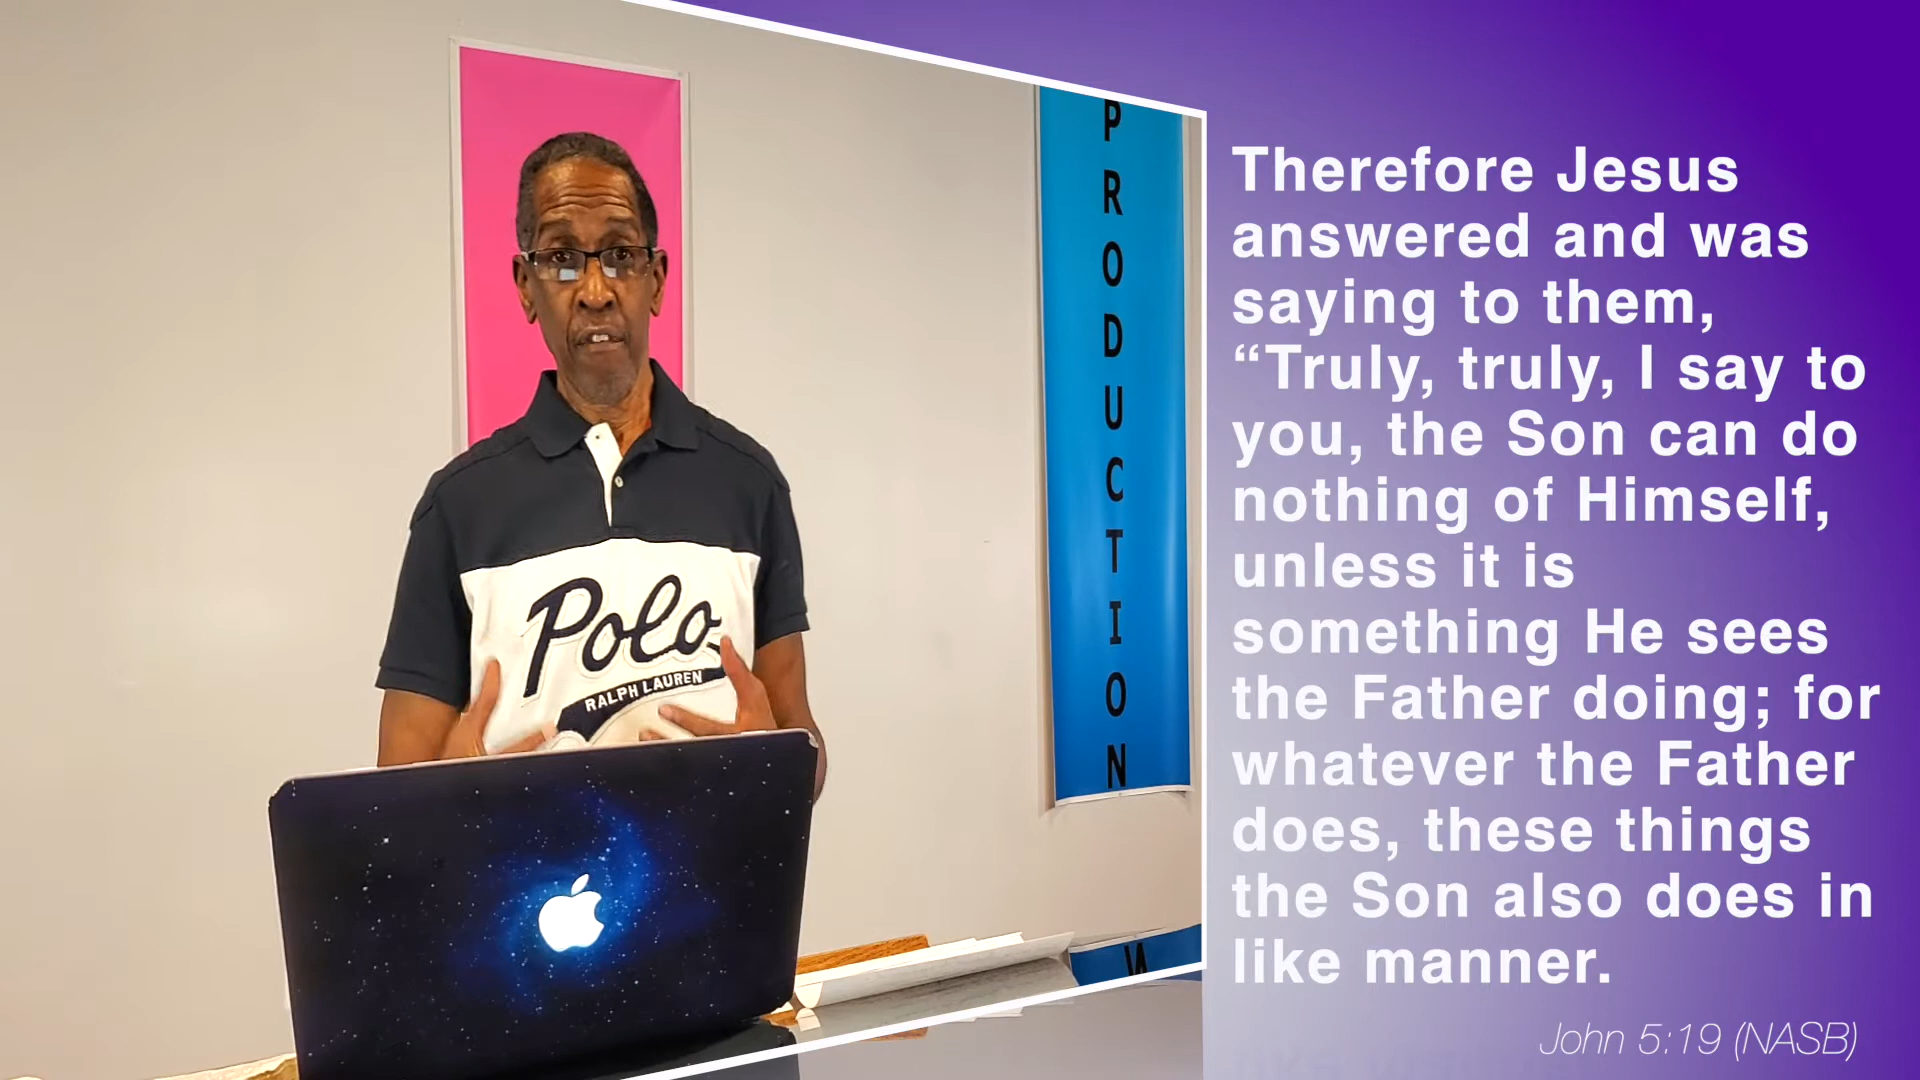 PRODUCTION
Polo
RALPH LAUREN
N
Therefore Jesus
answered and was
saying to them,
“Truly, truly, I say to
you, the Son can do
nothing of Himself,
unless it is
something He sees
the Father doing; for
whatever the Father
does, these things
the Son also does in
like manner.
John 5:19 (NASB)